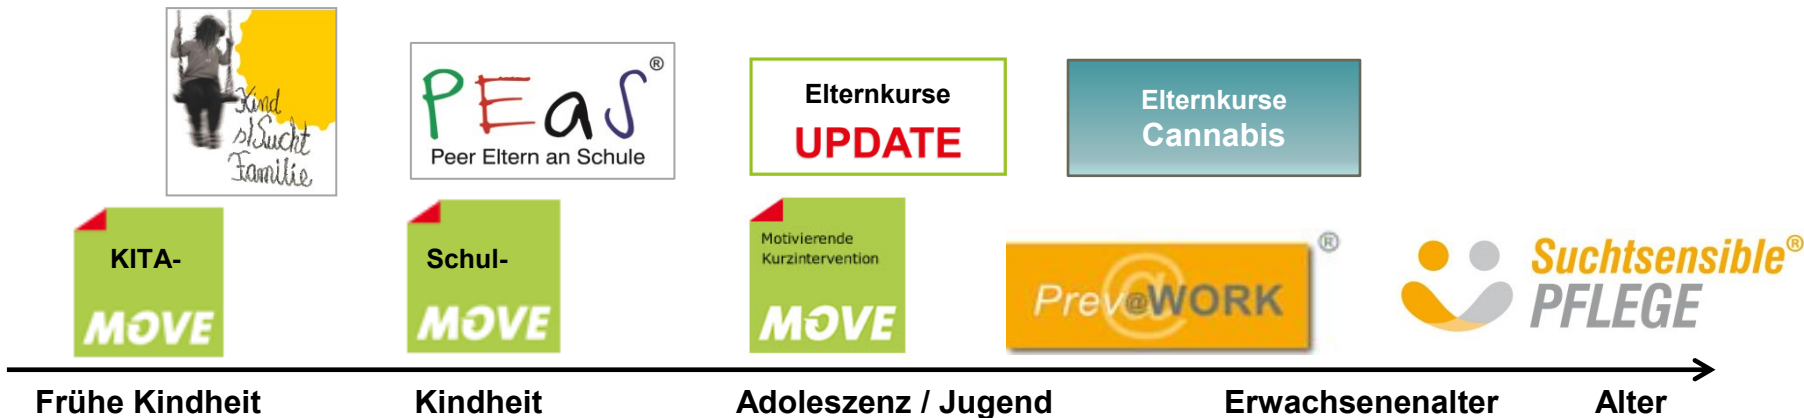 Kind
s/Sucht
Familie
PEaS®
Peer Eltern an Schule
Elternkurse
UPDATE
Elternkurse
Cannabis
KITA-
MOVE
Schul-
MOVE
Motivierende
Kurzintervention
MOVE
Prev@WORK®
Suchtsensible®
PFLEGE
Frühe Kindheit
Kindheit
Adoleszenz / Jugend
Erwachsenenalter
Alter